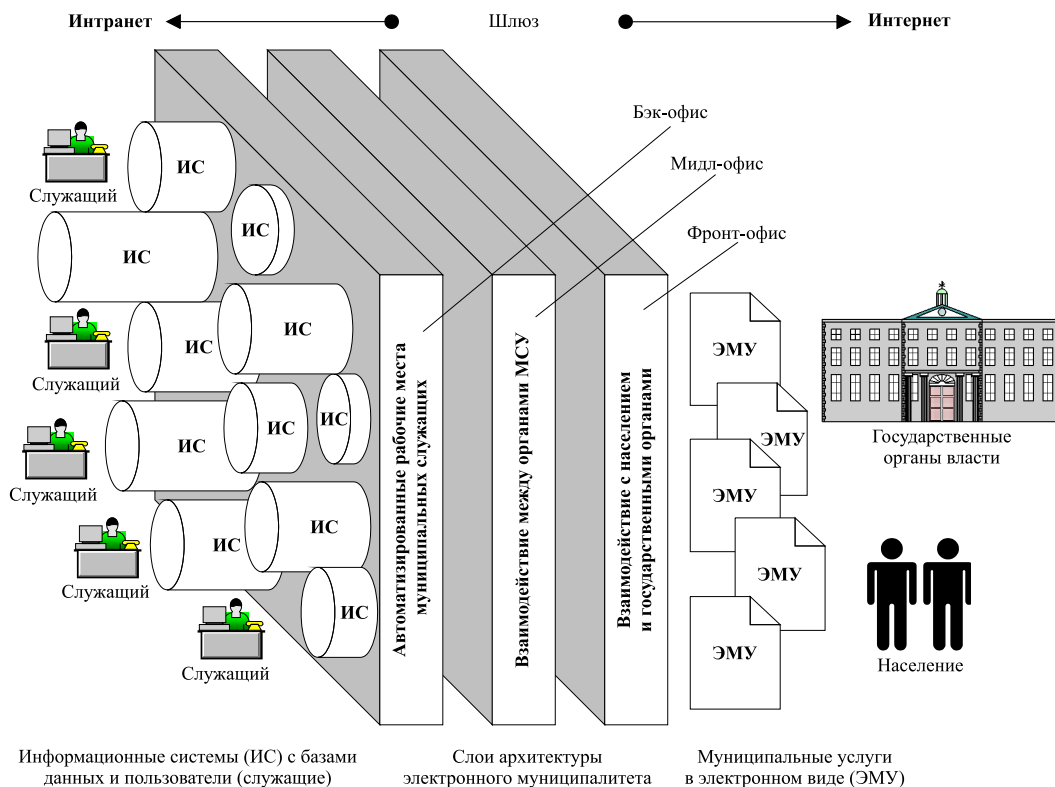 Интранет
Шлюз
Интернет
Бэк-офис
Мидл-офис
Фронт-офис
ИС
Служащий
ИС
ИС
ИС
ИС
Служащий
ИС
ИС
ИС
Служащий
ИС
ИС
Служащий
ИС
Служащий
Автоматизированные рабочие места
муниципальных служащих
Взаимодействие между органами МСУ
Взаимодействие с населением
и государственными органами
ЭМУ
ЭМУ
ЭМУ
ЭМУ
ЭМУ
Государственные
органы власти
Население
Информационные системы (ИС) с базами
данных и пользователи (служащие)
Слои архитектуры
электронного муниципалитета
Муниципальные услуги
в электронном виде (ЭМУ)